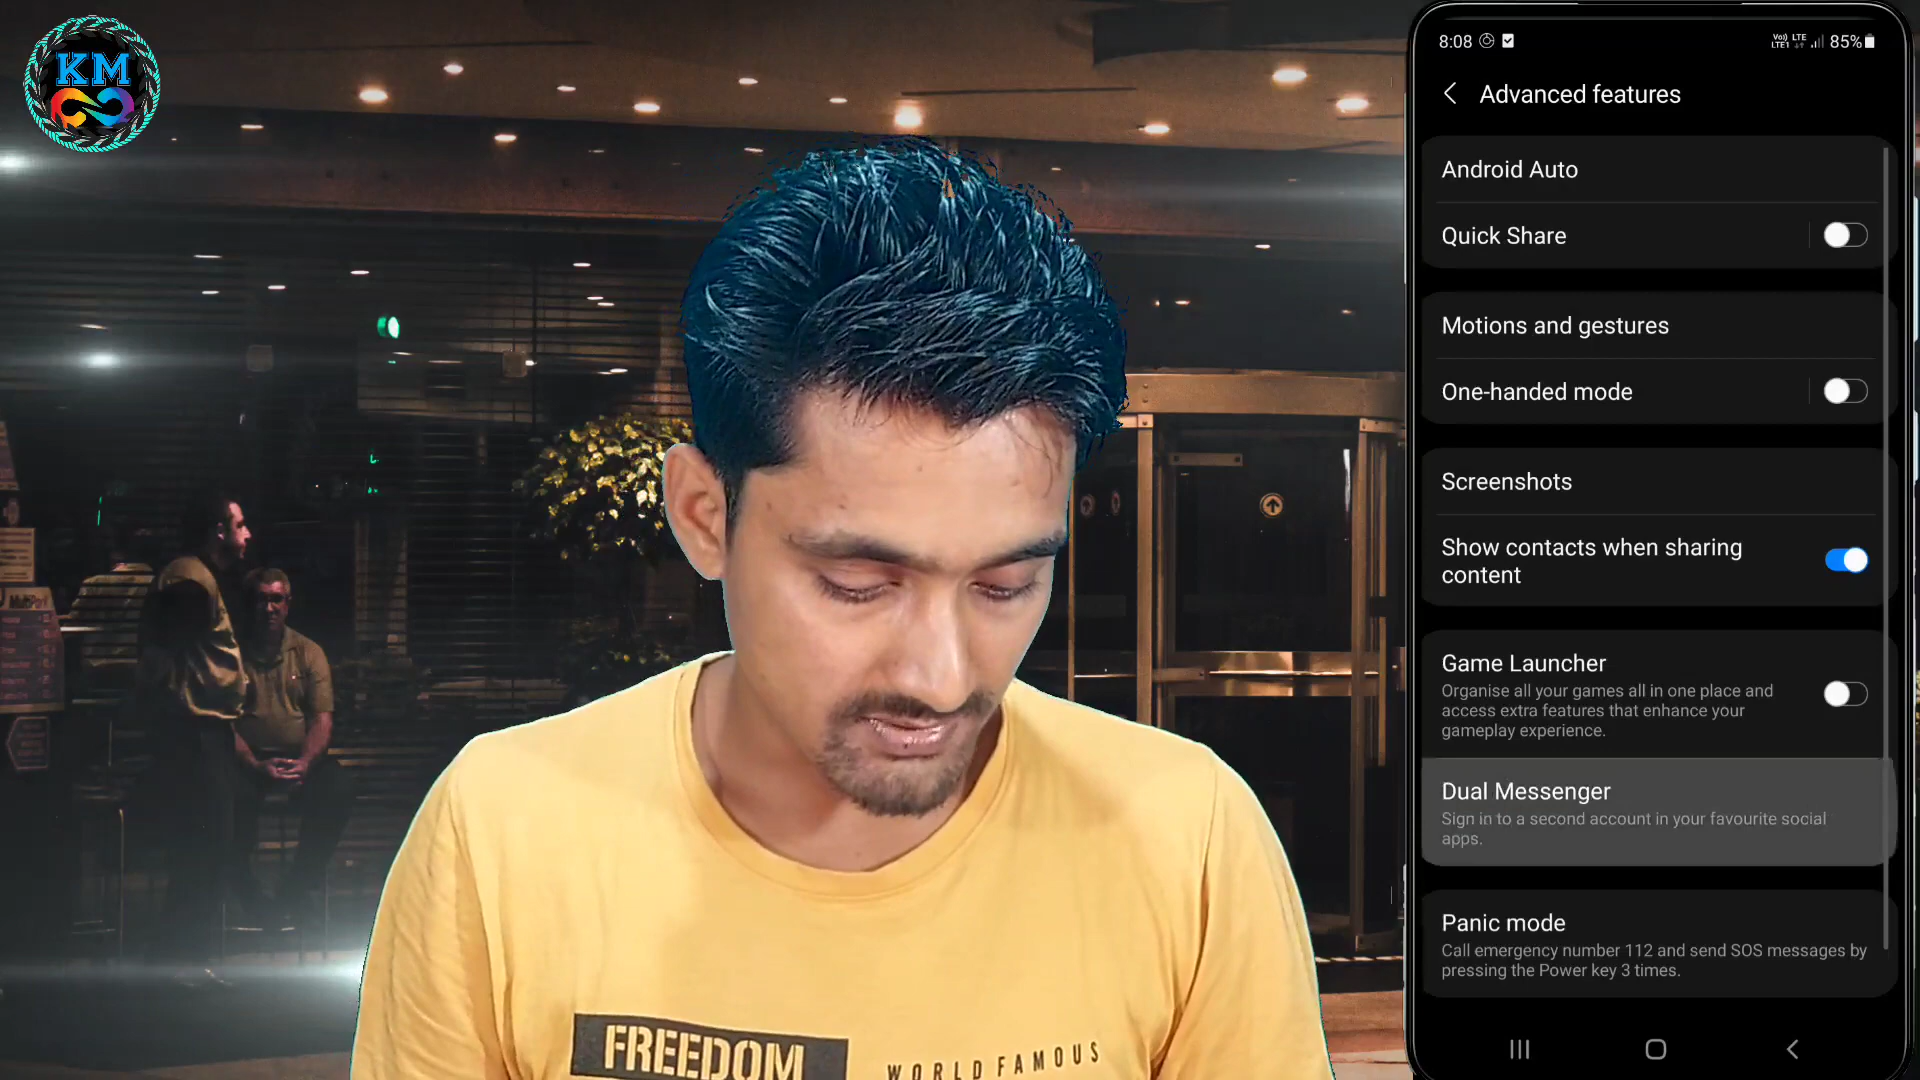 KM
8:08
Vo)) LTE
LTE1
85%
Advanced features
Android Auto
Quick Share
Motions and gestures
One-handed mode
Screenshots
Show contacts when sharing
content
Game Launcher
Organise all your games all in one place and
access extra features that enhance your
gameplay experience.
Dual Messenger
Sign in to a second account in your favourite social
apps.
Panic mode
Call emergency number 112 and send SOS messages by
pressing the Power key 3 times.
FREEDOM
WORLD FAMOUS